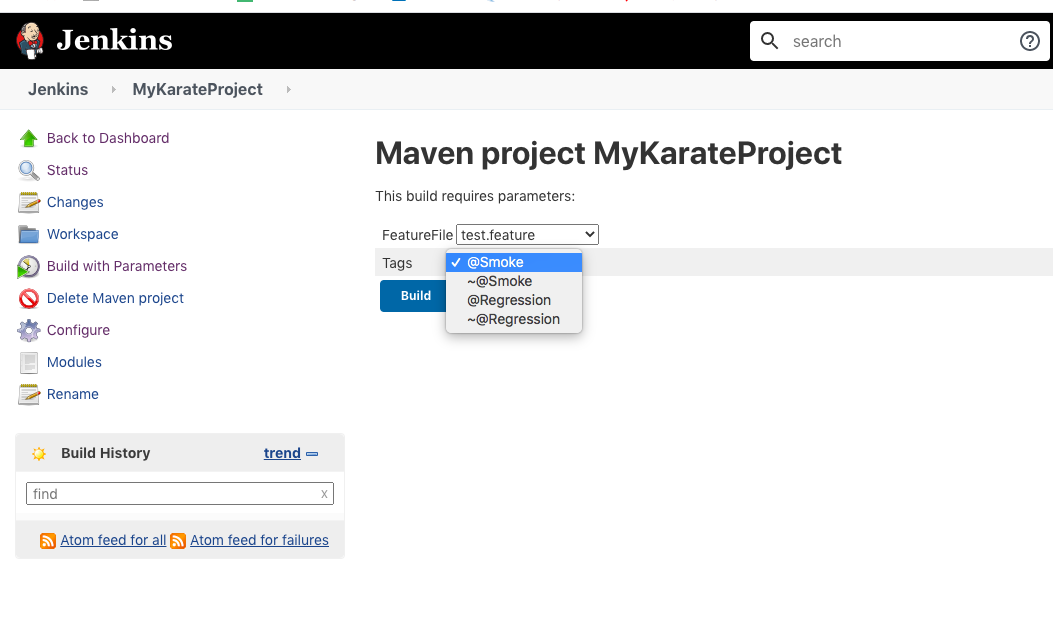 Jenkins
search
Jenkins MyKarateProject
Back to Dashboard
Status
Changes
Workspace
Build with Parameters
Delete Maven project
Configure
Modules
Rename
Build History trend
find x
Atom feed for all Atom feed for failures
Maven project MyKarateProject
This build requires parameters:
FeatureFile test.feature
Tags
✓ @Smoke
~@Smoke
@Regression
~@Regression
Build